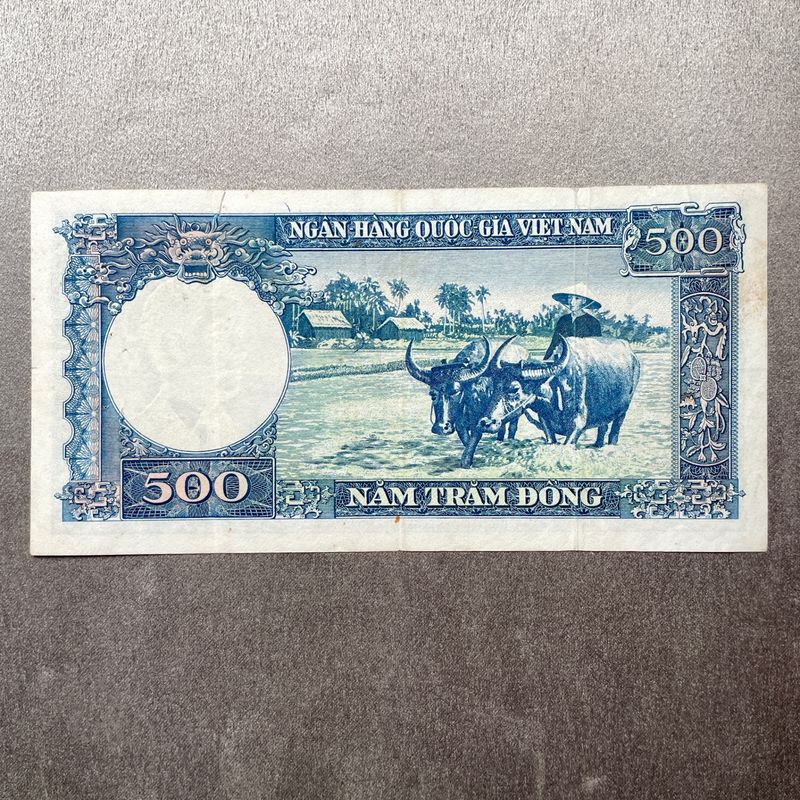 NGÂN HÀNG QUỐC GIA VIỆT NAM
500
500
NĂM TRĂM ĐỒNG